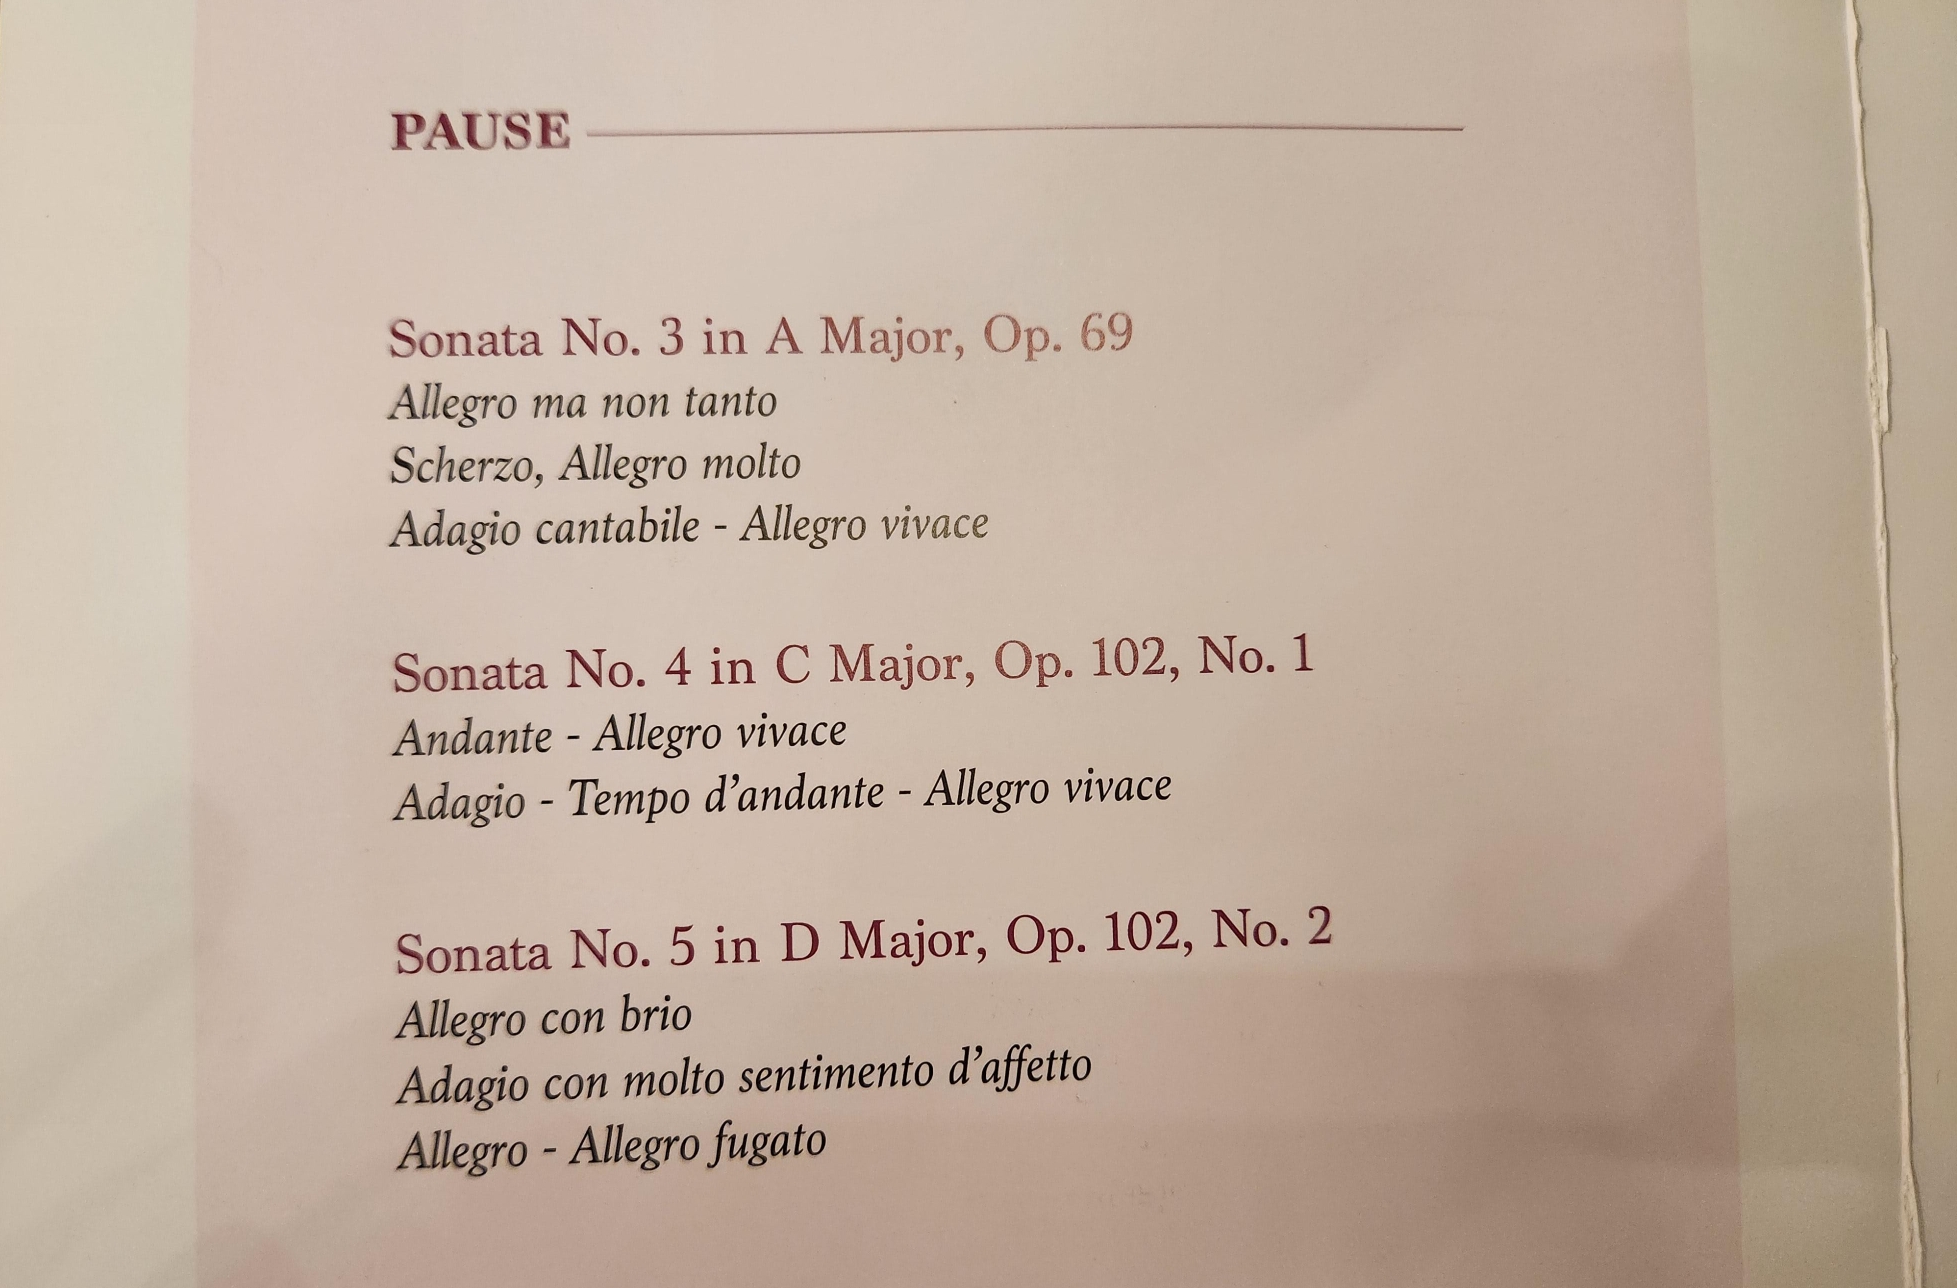 PAUSE
Sonata No. 3 in A Major, Op. 69
Allegro ma non tanto
Scherzo, Allegro molto
Adagio cantabile - Allegro vivace
Sonata No. 4 in C Major, Op. 102, No. 1
Andante - Allegro vivace
Adagio - Tempo d’andante - Allegro vivace
Sonata No. 5 in D Major, Op. 102, No. 2
Allegro con brio
Adagio con molto sentimento d’affetto
Allegro - Allegro fugato